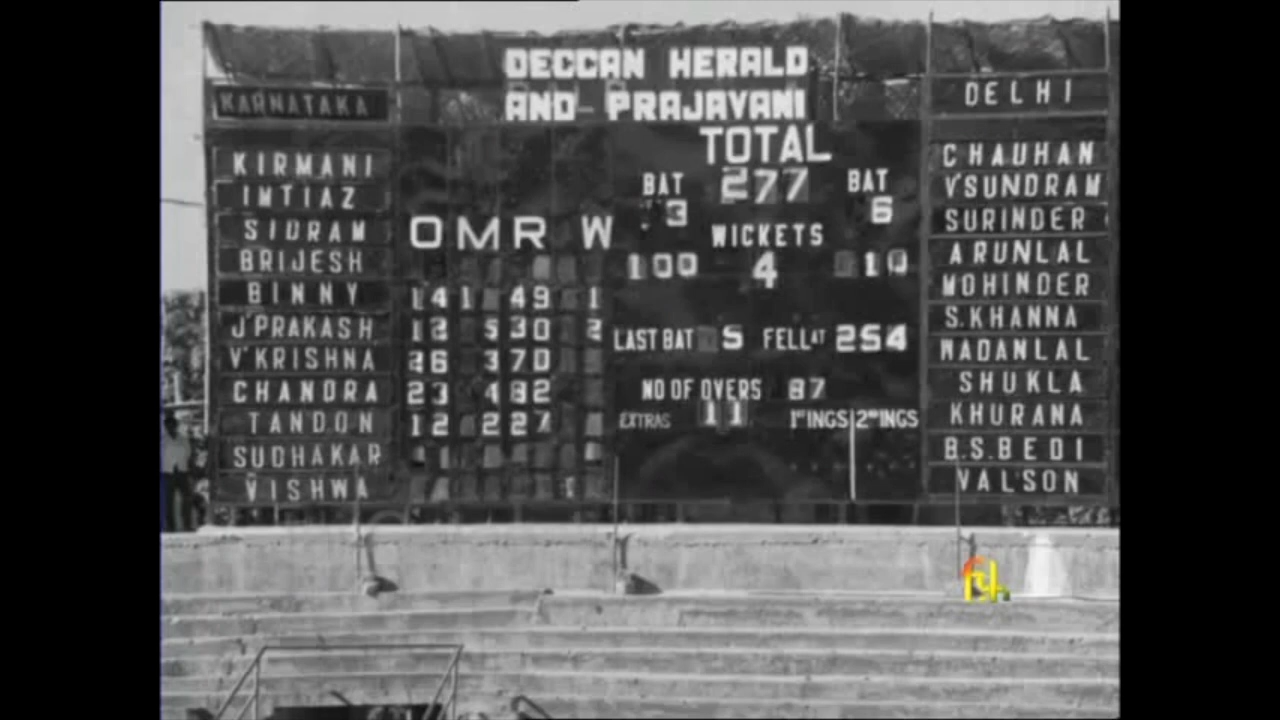 DECCAN HERALD
AND PRAJAVANI
KARNATAKA
KIRMANI
IMTIAZ
SIDRAM
BRIJESH
BINNY 14 1 49 1
J'PRAKASH 12 5 30 2
V'KRISHNA 26 3 70
CHANDRA 23 4 82
TANDON 12 2 27
SUDHAKAR
VISHWA
O M R W
TOTAL
277
BAT BAT
3 6
WICKETS
100 4 10
LAST BAT 5 FELL AT 254
NO OF OVERS 87
EXTRAS 11 1ST INGS 2ND INGS
DELHI
CHAUHAN
V'SUNDRAM
SURINDER
ARUNLAL
MOHINDER
S.KHANNA
MADANLAL
SHUKLA
KHURANA
B.S.BEDI
VALSON